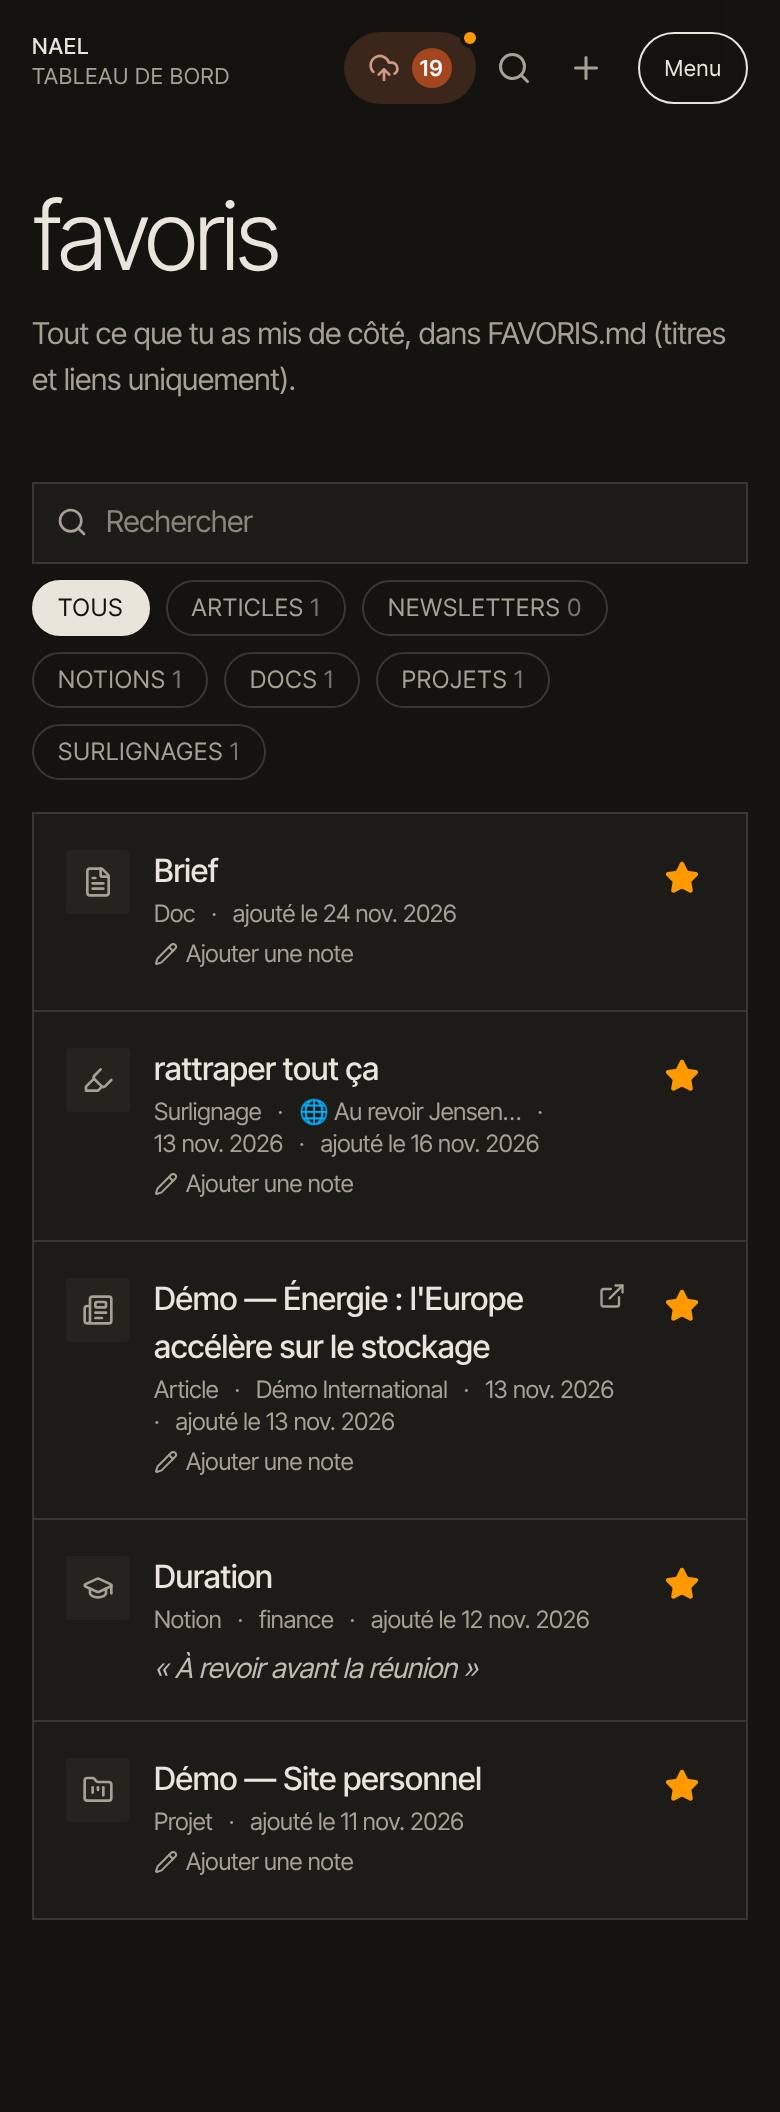 NAEL
TABLEAU DE BORD
19
Menu
favoris
Tout ce que tu as mis de côté, dans FAVORIS.md (titres
et liens uniquement).
Rechercher
TOUS
ARTICLES 1
NEWSLETTERS 0
NOTIONS 1
DOCS 1
PROJETS 1
SURLIGNAGES 1
Brief
Doc · ajouté le 24 nov. 2026
Ajouter une note
rattraper tout ça
Surlignage · 🌐 Au revoir Jensen… ·
13 nov. 2026 · ajouté le 16 nov. 2026
Ajouter une note
Démo — Énergie : l'Europe
accélère sur le stockage
Article · Démo International · 13 nov. 2026
· ajouté le 13 nov. 2026
Ajouter une note
Duration
Notion · finance · ajouté le 12 nov. 2026
« À revoir avant la réunion »
Démo — Site personnel
Projet · ajouté le 11 nov. 2026
Ajouter une note